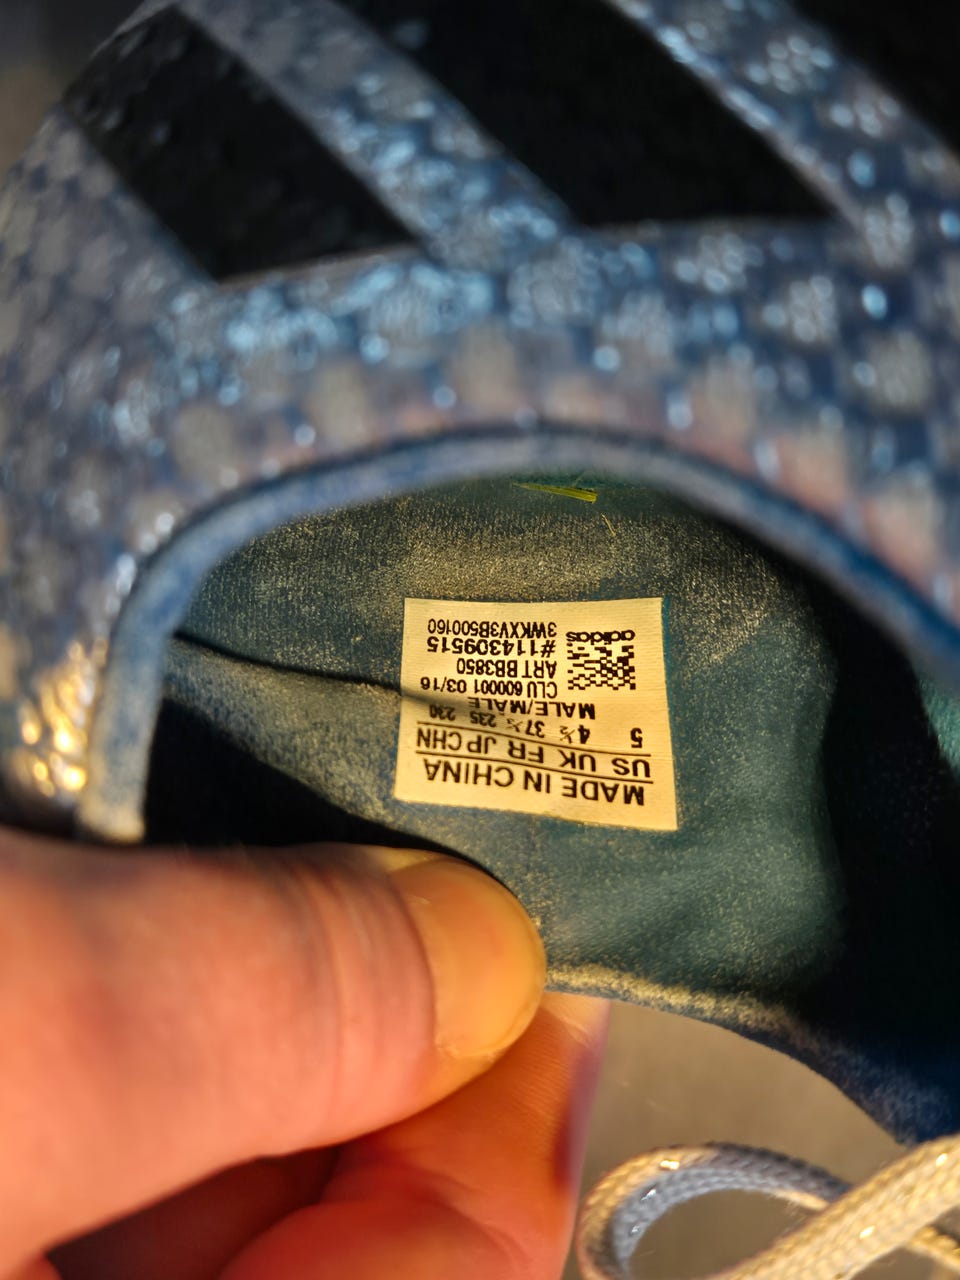 MADE IN CHINA
US UK FR JP CHN
5 4½ 37⅓ 235 230
MALE/MALE
CLU 600001 03/16
ART BB3850
#114309515
3WKXV3B500160
adidas